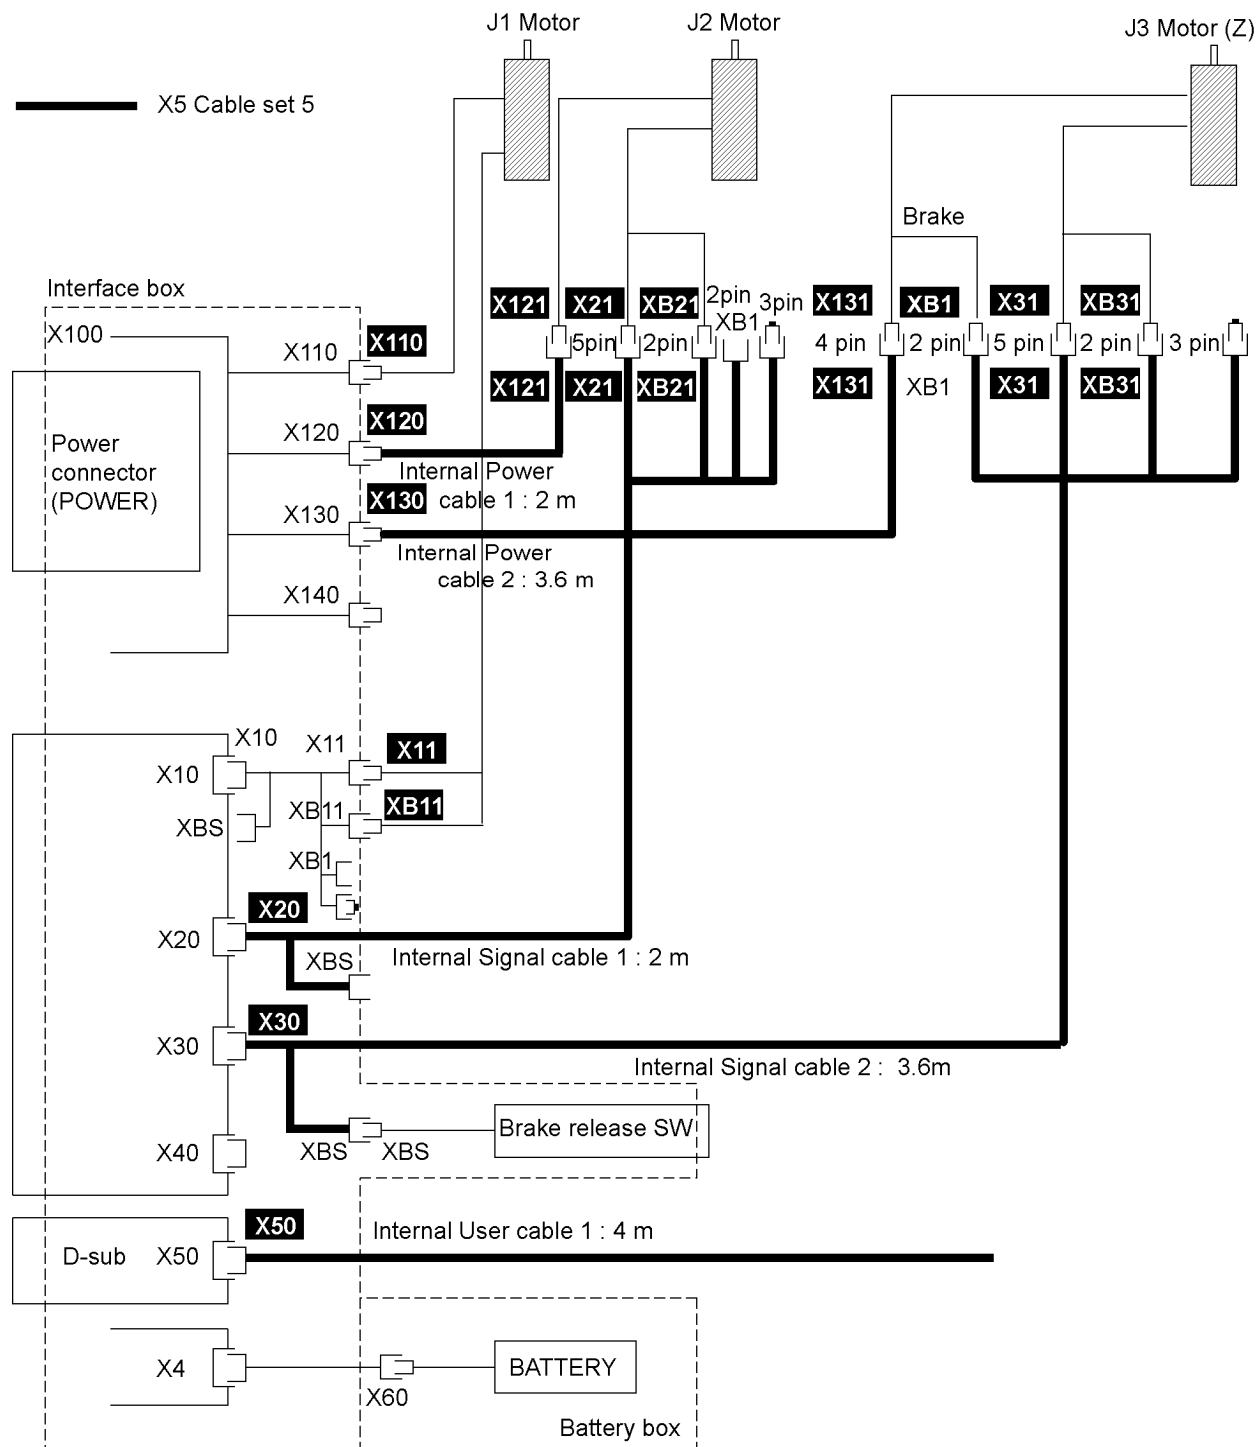 J1 Motor
J2 Motor
J3 Motor (Z)
X5 Cable set 5
Brake
Interface box
X121 X21 XB21 2pin 3pin
XB1
X131 XB1 X31 XB31
X100
X110 X110
5pin 2pin
4 pin 2 pin 5 pin 2 pin 3 pin
X121 X21 XB21
X131 XB1 X31 XB31
X120 X120
Power
connector
(POWER)
Internal Power
cable 1 : 2 m
X130 X130
Internal Power
cable 2 : 3.6 m
X140
X10 X11 X11
X10
XBS XB11 XB11
XB1
X20
X20
XBS Internal Signal cable 1 : 2 m
X30
X30
Internal Signal cable 2 : 3.6m
Brake release SW
X40 XBS XBS
X50 Internal User cable 1 : 4 m
D-sub X50
X4 BATTERY
X60
Battery box